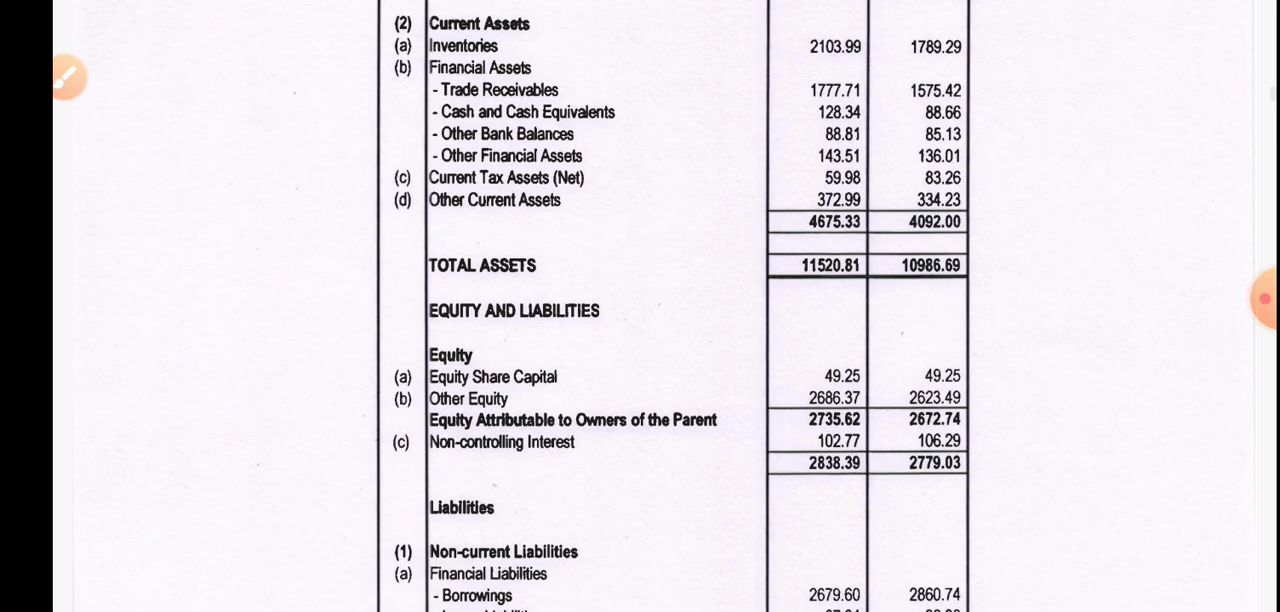 (2) Current Assets
(a) Inventories 2103.99 1789.29
(b) Financial Assets
- Trade Receivables 1777.71 1575.42
- Cash and Cash Equivalents 128.34 88.66
- Other Bank Balances 88.81 85.13
- Other Financial Assets 143.51 136.01
(c) Current Tax Assets (Net) 59.98 83.26
(d) Other Current Assets 372.99 334.23
4675.33 4092.00
TOTAL ASSETS 11520.81 10986.69
EQUITY AND LIABILITIES
Equity
(a) Equity Share Capital 49.25 49.25
(b) Other Equity 2686.37 2623.49
Equity Attributable to Owners of the Parent 2735.62 2672.74
(c) Non-controlling Interest 102.77 106.29
2838.39 2779.03
Liabilities
(1) Non-current Liabilities
(a) Financial Liabilities
- Borrowings 2679.60 2860.74